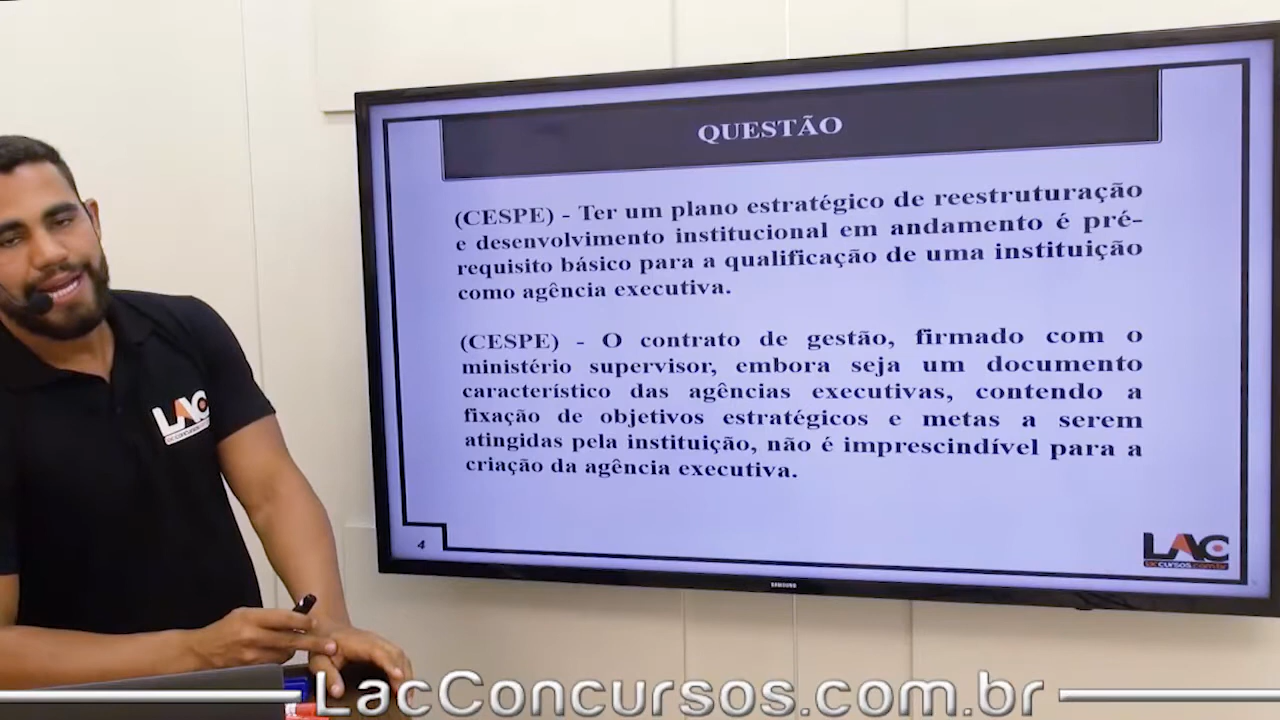 QUESTÃO
(CESPE) - Ter um plano estratégico de reestruturação
e desenvolvimento institucional em andamento é pré-
requisito básico para a qualificação de uma instituição
como agência executiva.
(CESPE) - O contrato de gestão, firmado com o
ministério supervisor, embora seja um documento
característico das agências executivas, contendo a
fixação de objetivos estratégicos e metas a serem
atingidas pela instituição, não é imprescindível para a
criação da agência executiva.
4
LAC
laccursos.com.br
SAMSUNG
LAC
LacConcursos.com.br